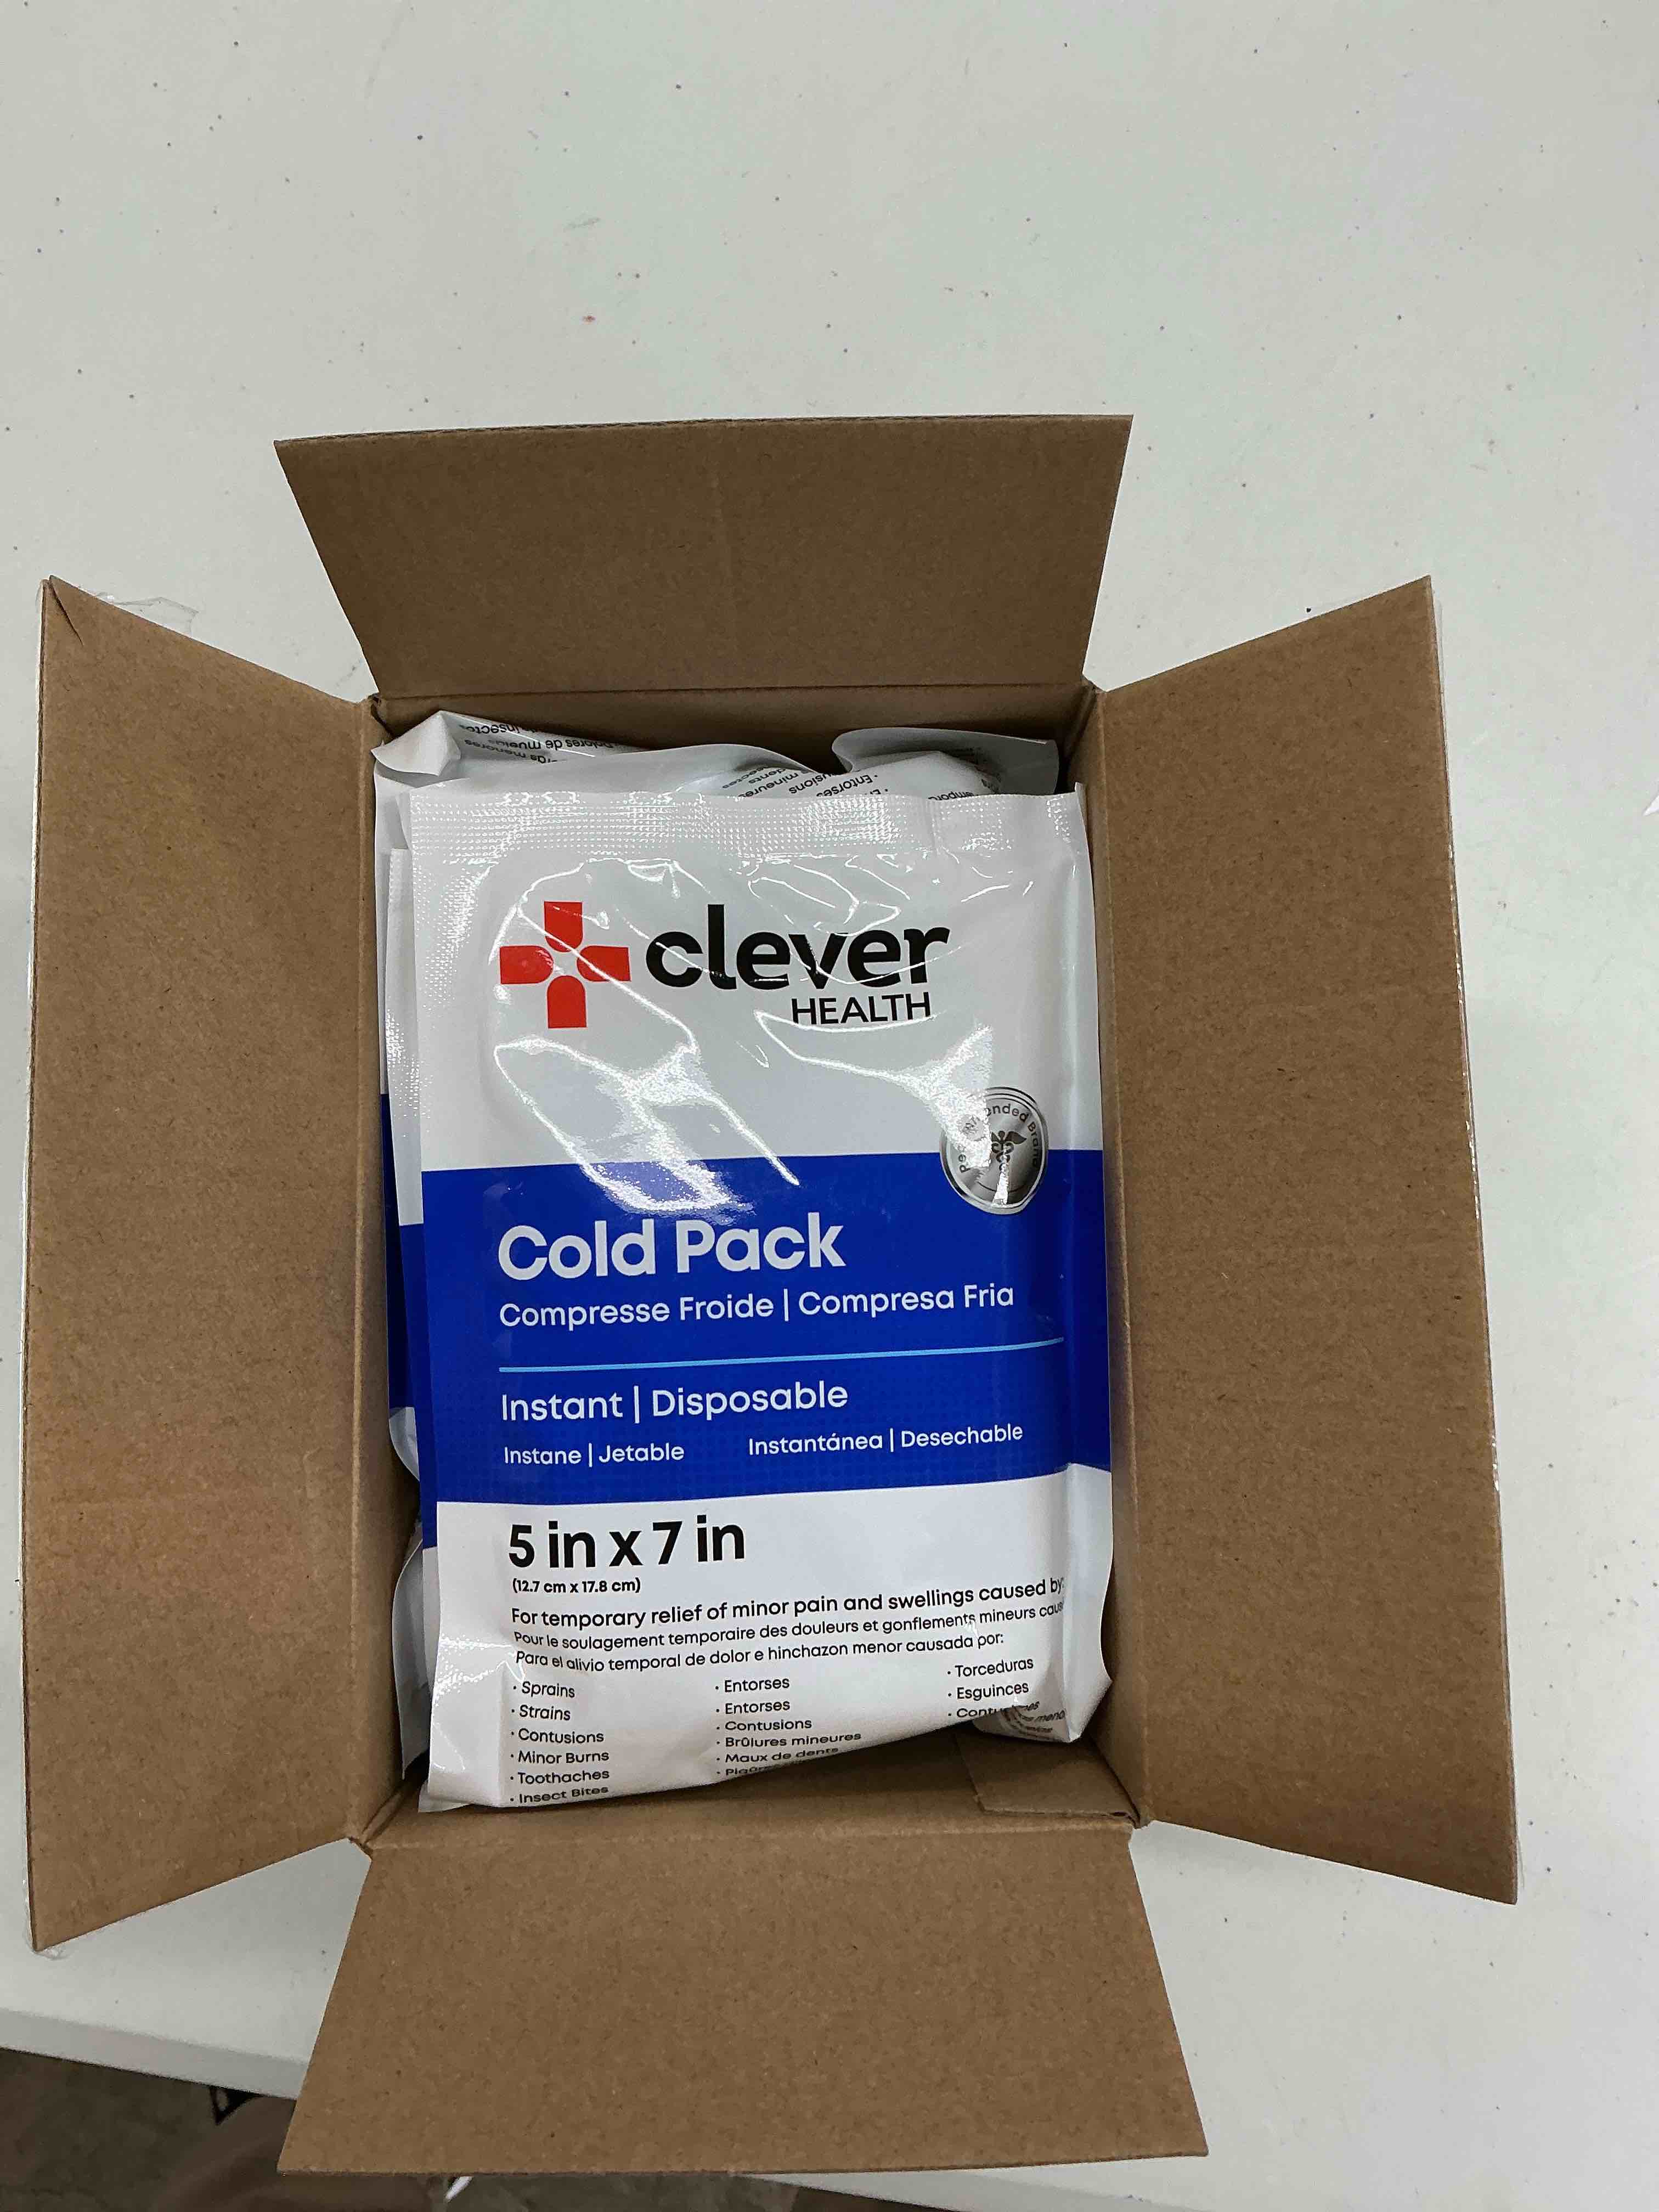 clever
HEALTH
Brand
Cold Pack
Compresse Froide | Compresa Fria
Instant | Disposable
Instane | Jetable
Instantánea | Desechable
5 in x 7 in
(12.7 cm x 17.8 cm)
For temporary relief of minor pain and swellings caused by:
Pour le soulagement temporaire des douleurs et gonflements mineurs
Para el alivio temporal de dolor e hinchazon menor causada por:
· Sprains
· Strains
· Contusions
· Minor Burns
· Toothaches
· Insect Bites
· Entorses
· Entorses
· Contusions
· Brûlures mineures
· Maux de dents
· Torceduras
· Esguinces